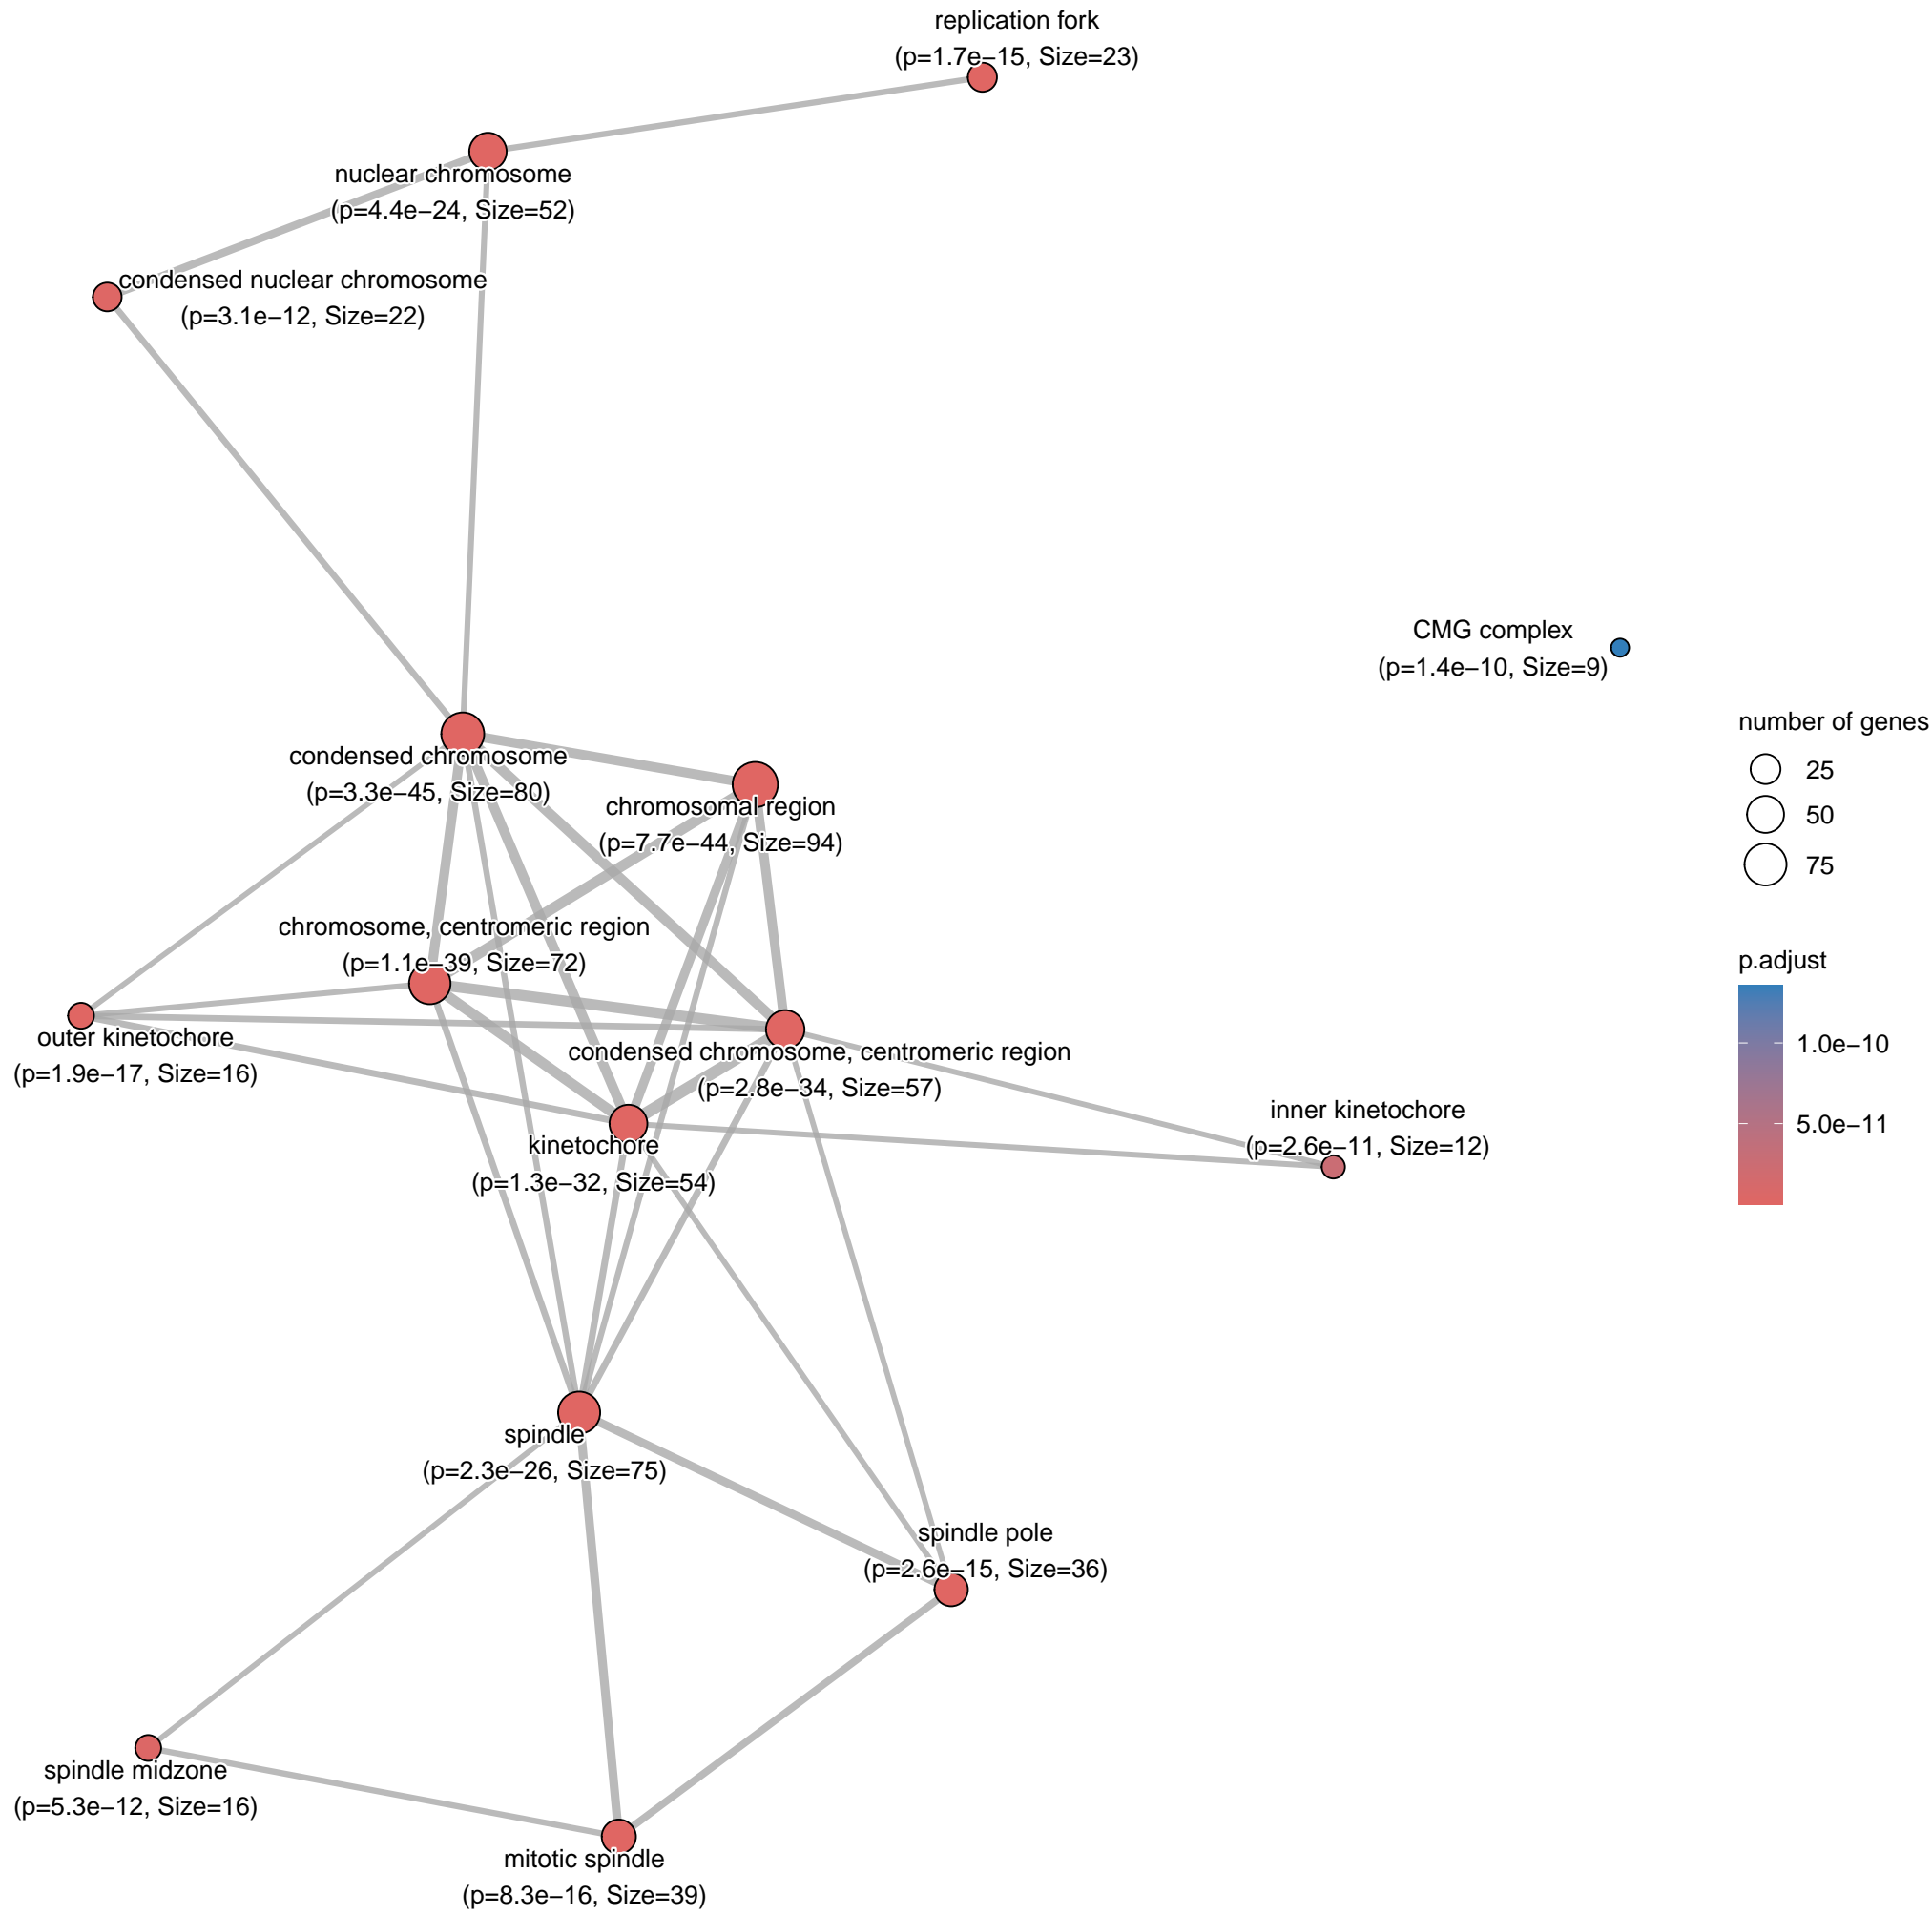 replication fork
(p=1.7e−15, Size=23)
nuclear chromosome
(p=4.4e−24, Size=52)
condensed nuclear chromosome
(p=3.1e−12, Size=22)
CMG complex
(p=1.4e−10, Size=9)
number of genes
25
50
75
condensed chromosome
(p=3.3e−45, Size=80)
chromosomal region
(p=7.7e−44, Size=94)
chromosome, centromeric region
(p=1.1e−39, Size=72)
p.adjust
1.0e−10
5.0e−11
outer kinetochore
(p=1.9e−17, Size=16)
condensed chromosome, centromeric region
(p=2.8e−34, Size=57)
inner kinetochore
(p=2.6e−11, Size=12)
kinetochore
(p=1.3e−32, Size=54)
spindle
(p=2.3e−26, Size=75)
spindle pole
(p=2.6e−15, Size=36)
spindle midzone
(p=5.3e−12, Size=16)
mitotic spindle
(p=8.3e−16, Size=39)